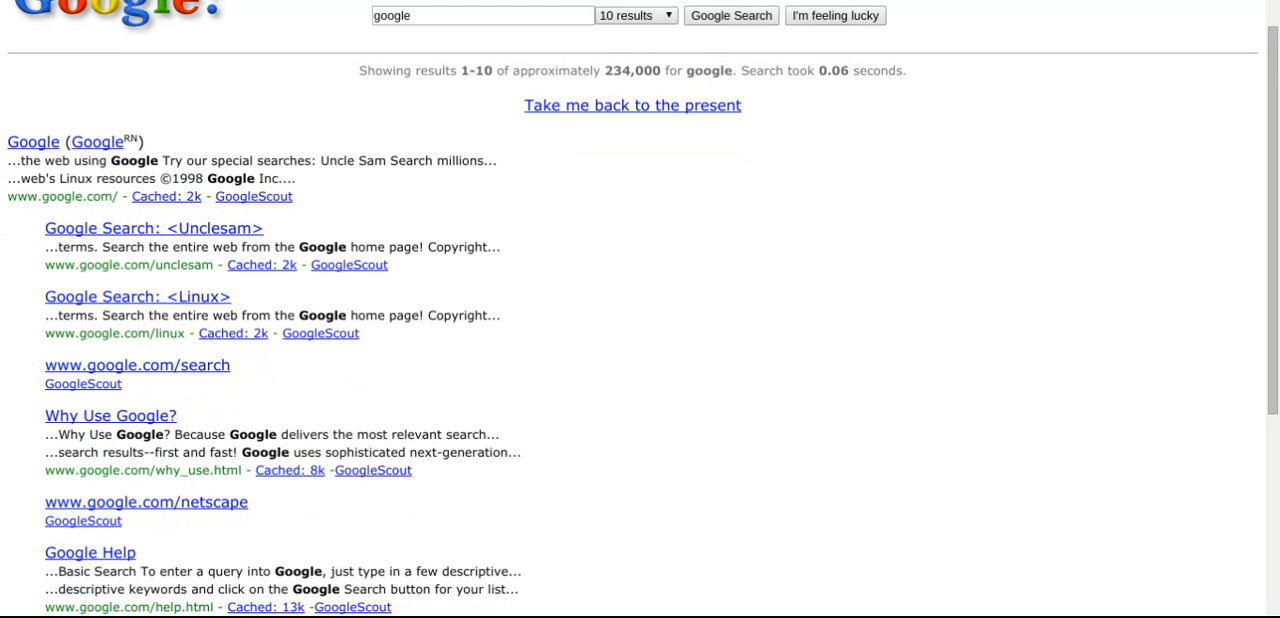 Google!
google 10 results ▼ Google Search I'm feeling lucky
Showing results 1-10 of approximately 234,000 for google. Search took 0.06 seconds.
Take me back to the present
Google (GoogleRN)
...the web using Google Try our special searches: Uncle Sam Search millions...
...web's Linux resources ©1998 Google Inc....
www.google.com/ - Cached: 2k - GoogleScout
Google Search: <Unclesam>
...terms. Search the entire web from the Google home page! Copyright...
www.google.com/unclesam - Cached: 2k - GoogleScout
Google Search: <Linux>
...terms. Search the entire web from the Google home page! Copyright...
www.google.com/linux - Cached: 2k - GoogleScout
www.google.com/search
GoogleScout
Why Use Google?
...Why Use Google? Because Google delivers the most relevant search...
...search results--first and fast! Google uses sophisticated next-generation...
www.google.com/why_use.html - Cached: 8k -GoogleScout
www.google.com/netscape
GoogleScout
Google Help
...Basic Search To enter a query into Google, just type in a few descriptive...
...descriptive keywords and click on the Google Search button for your list...
www.google.com/help.html - Cached: 13k -GoogleScout